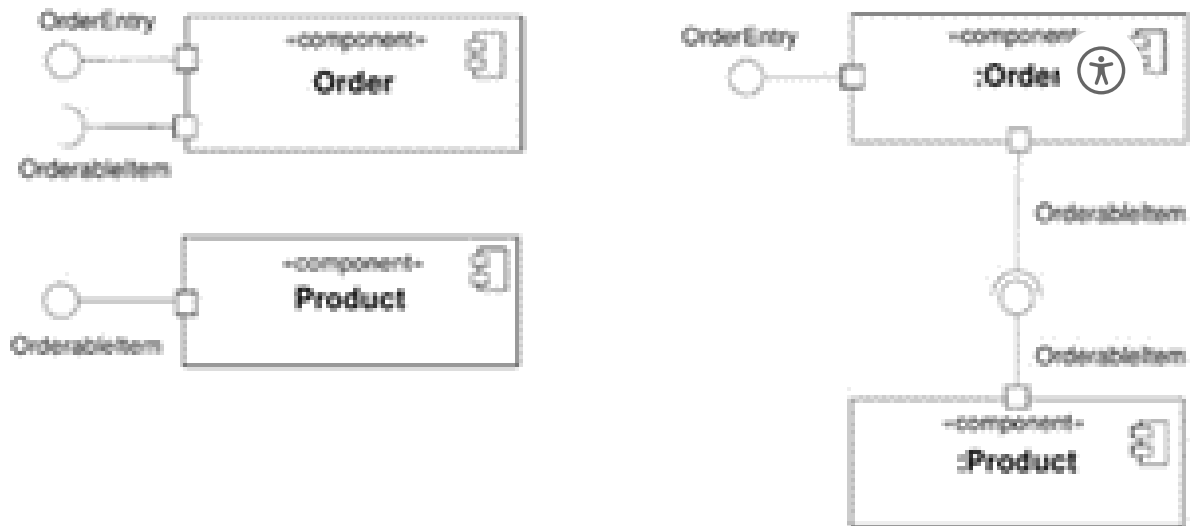 OrderEntry
«component»
Order
OrderableItem
«component»
Product
OrderableItem
OrderEntry
«component»
:Order
OrderableItem
OrderableItem
«component»
:Product